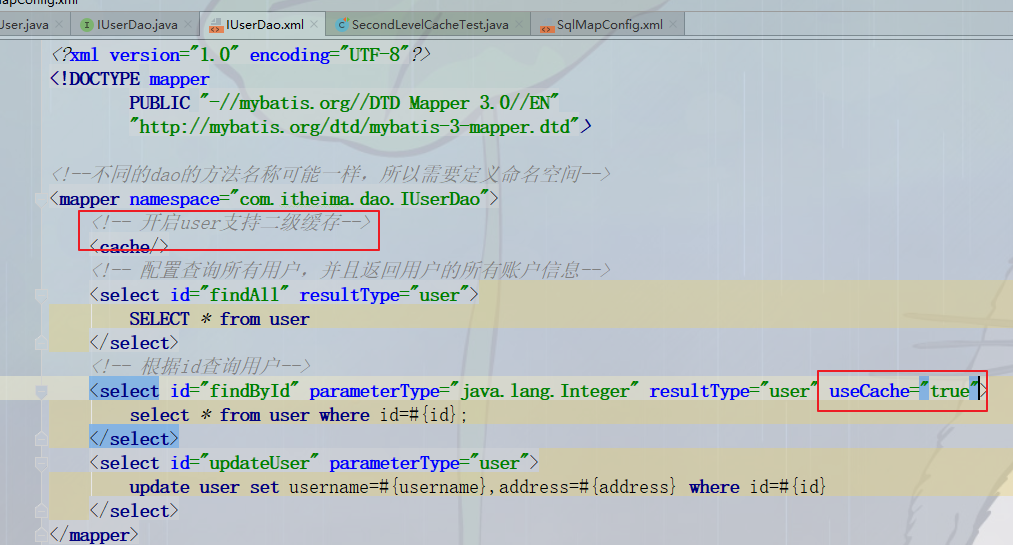 apConfig.xml
User.java IUserDao.java IUserDao.xml SecondLevelCacheTest.java SqlMapConfig.xml
<?xml version="1.0" encoding="UTF-8"?>
<!DOCTYPE mapper
PUBLIC "-//mybatis.org//DTD Mapper 3.0//EN"
"http://mybatis.org/dtd/mybatis-3-mapper.dtd">
<!--不同的dao的方法名称可能一样，所以需要定义命名空间-->
<mapper namespace="com.itheima.dao.IUserDao">
<!-- 开启user支持二级缓存-->
<cache/>
<!-- 配置查询所有用户，并且返回用户的所有账户信息-->
<select id="findAll" resultType="user">
SELECT * from user
</select>
<!-- 根据id查询用户-->
<select id="findById" parameterType="java.lang.Integer" resultType="user" useCache="true">
select * from user where id=#{id};
</select>
<select id="updateUser" parameterType="user">
update user set username=#{username},address=#{address} where id=#{id}
</select>
</mapper>